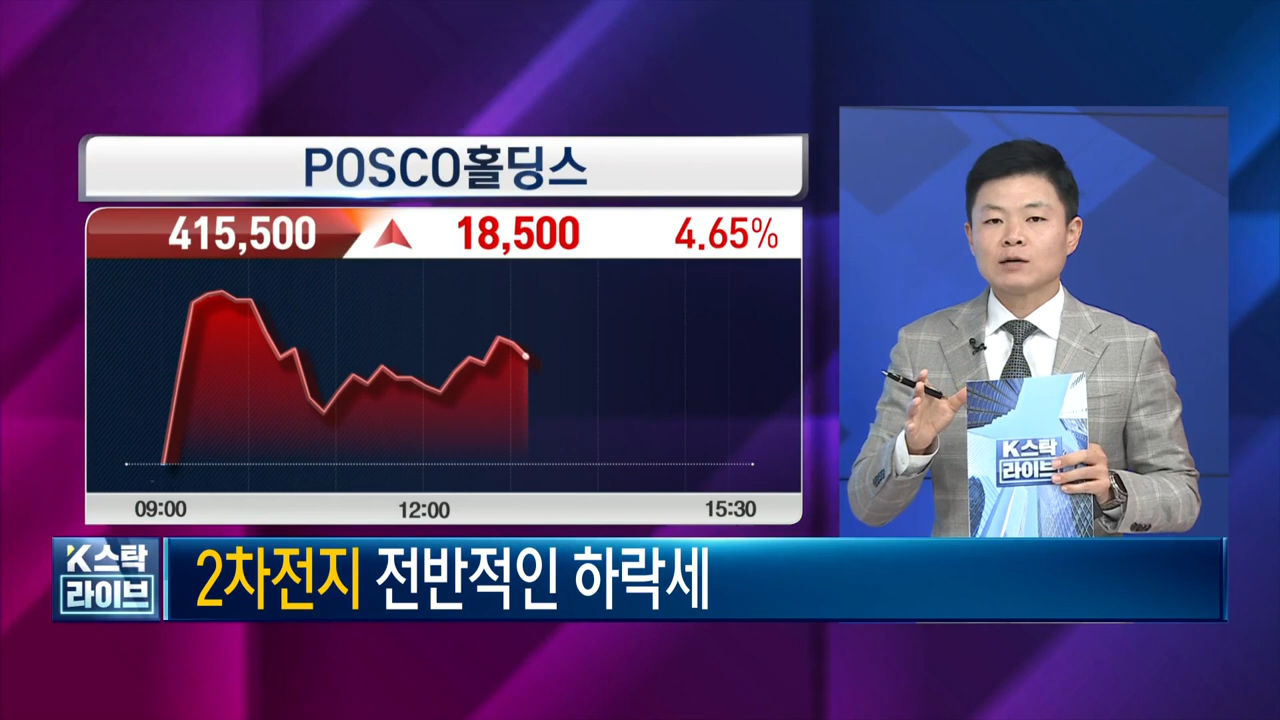 POSCO홀딩스
415,500 ▲ 18,500 4.65%
09:00 12:00 15:30
K스탁
라이브
K스탁
라이브
2차전지 전반적인 하락세